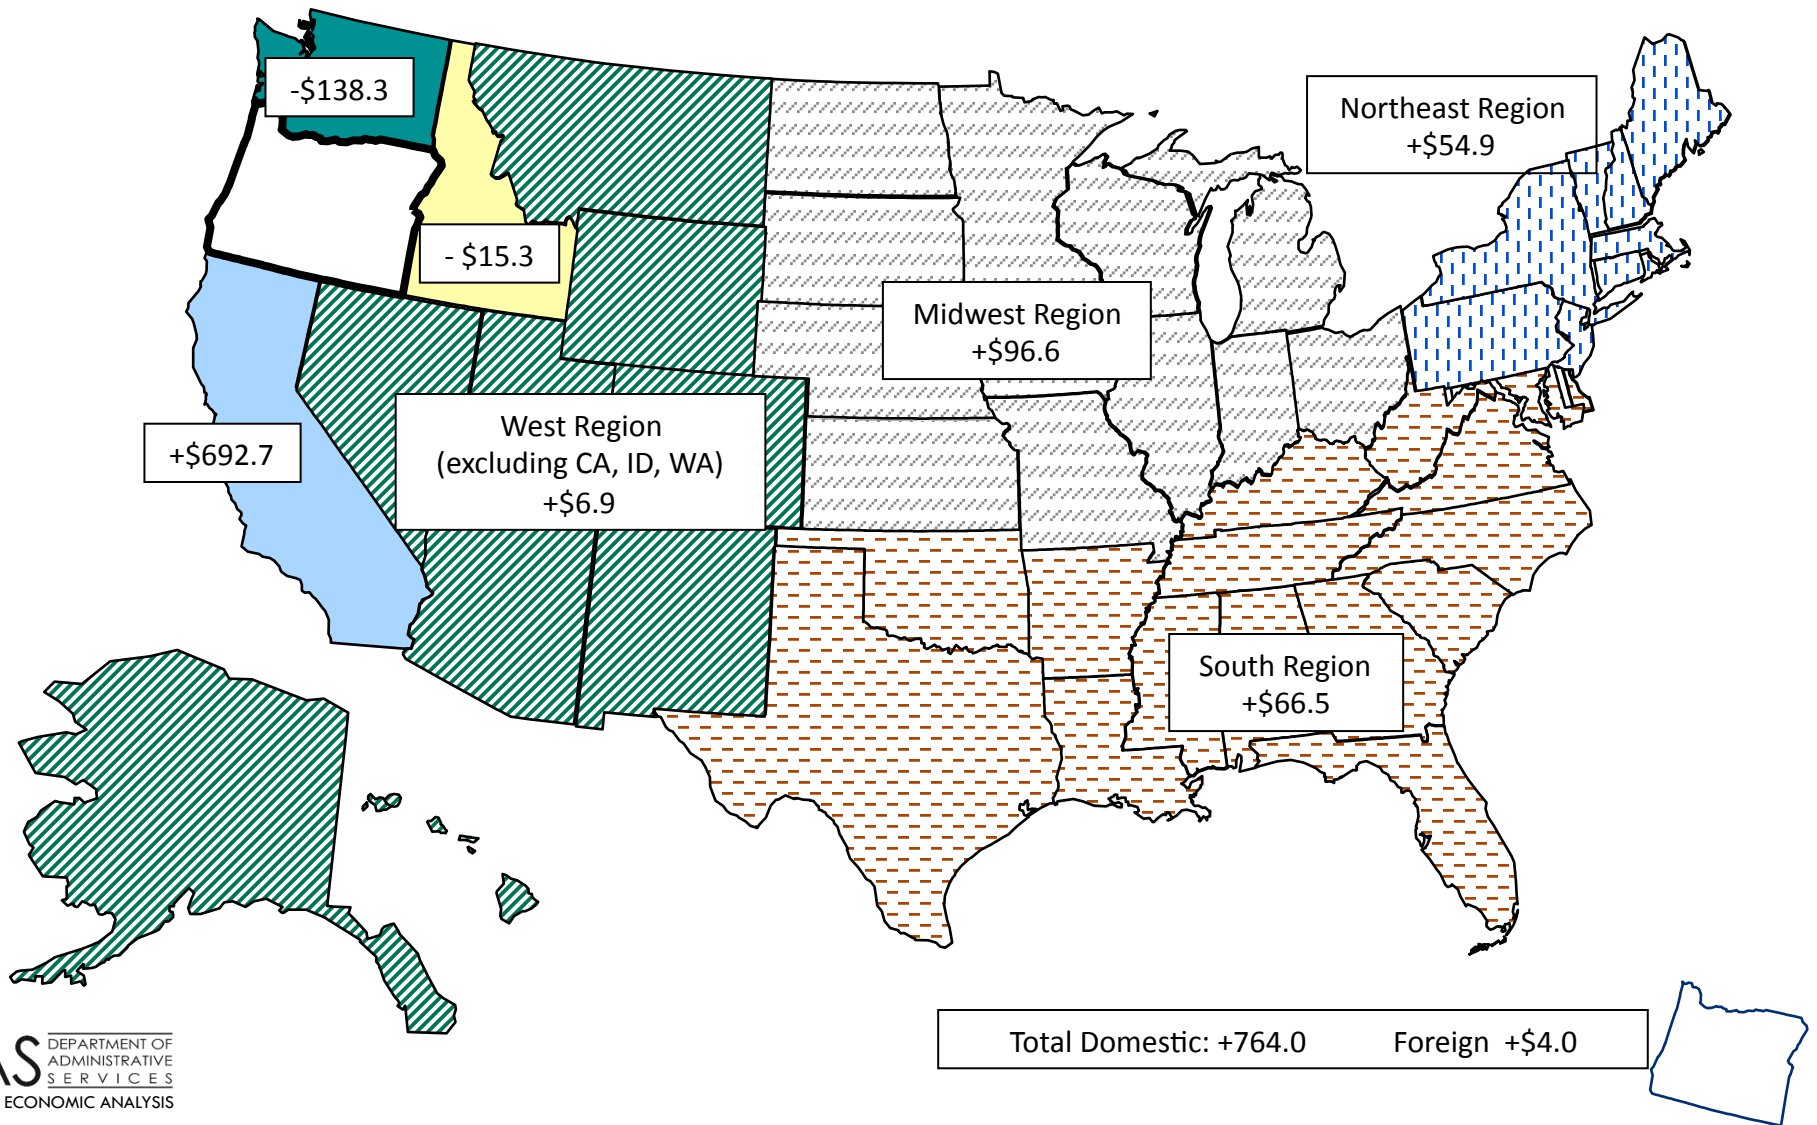 -$138.3
Northeast Region
+$54.9
- $15.3
Midwest Region
+$96.6
West Region
(excluding CA, ID, WA)
+$6.9
+$692.7
South Region
+$66.5
Total Domestic: +764.0 Foreign +$4.0
AS
DEPARTMENT OF
ADMINISTRATIVE
SERVICES
ECONOMIC ANALYSIS